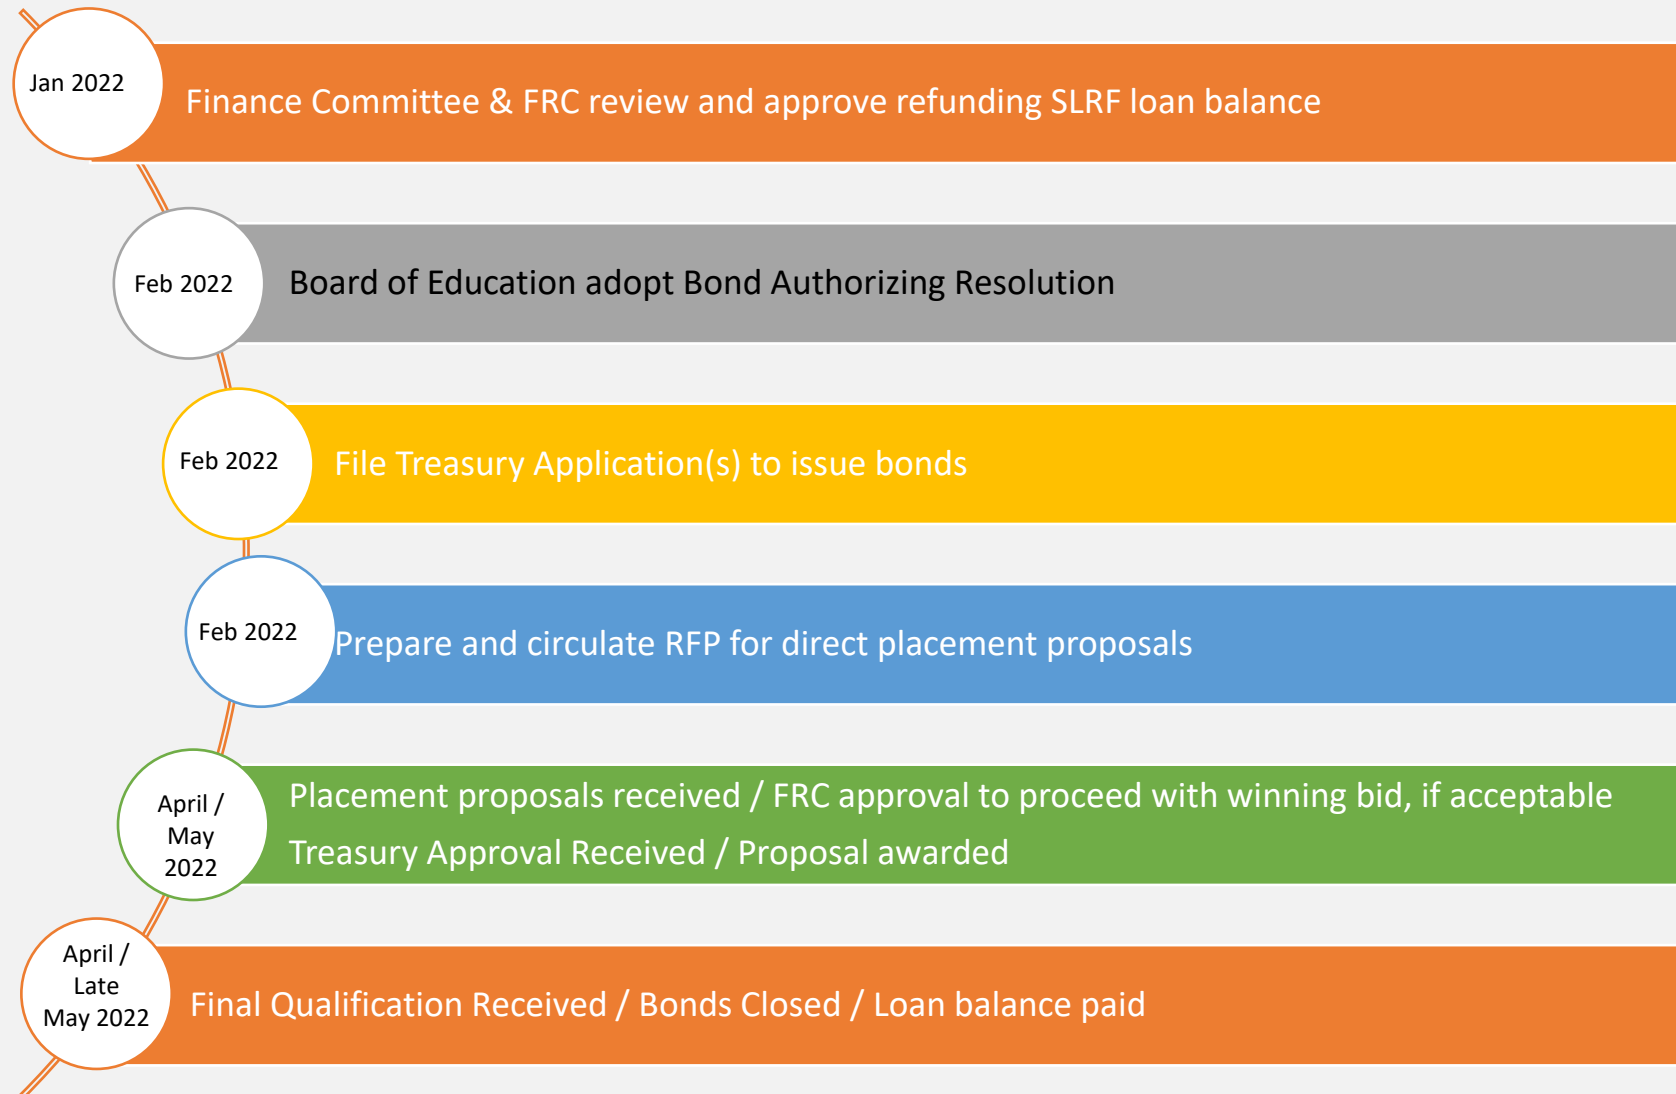 Jan 2022
Finance Committee & FRC review and approve refunding SLRF loan balance
Feb 2022
Board of Education adopt Bond Authorizing Resolution
Feb 2022
File Treasury Application(s) to issue bonds
Feb 2022
Prepare and circulate RFP for direct placement proposals
April /
May
2022
Placement proposals received / FRC approval to proceed with winning bid, if acceptable
Treasury Approval Received / Proposal awarded
April /
Late
May 2022
Final Qualification Received / Bonds Closed / Loan balance paid